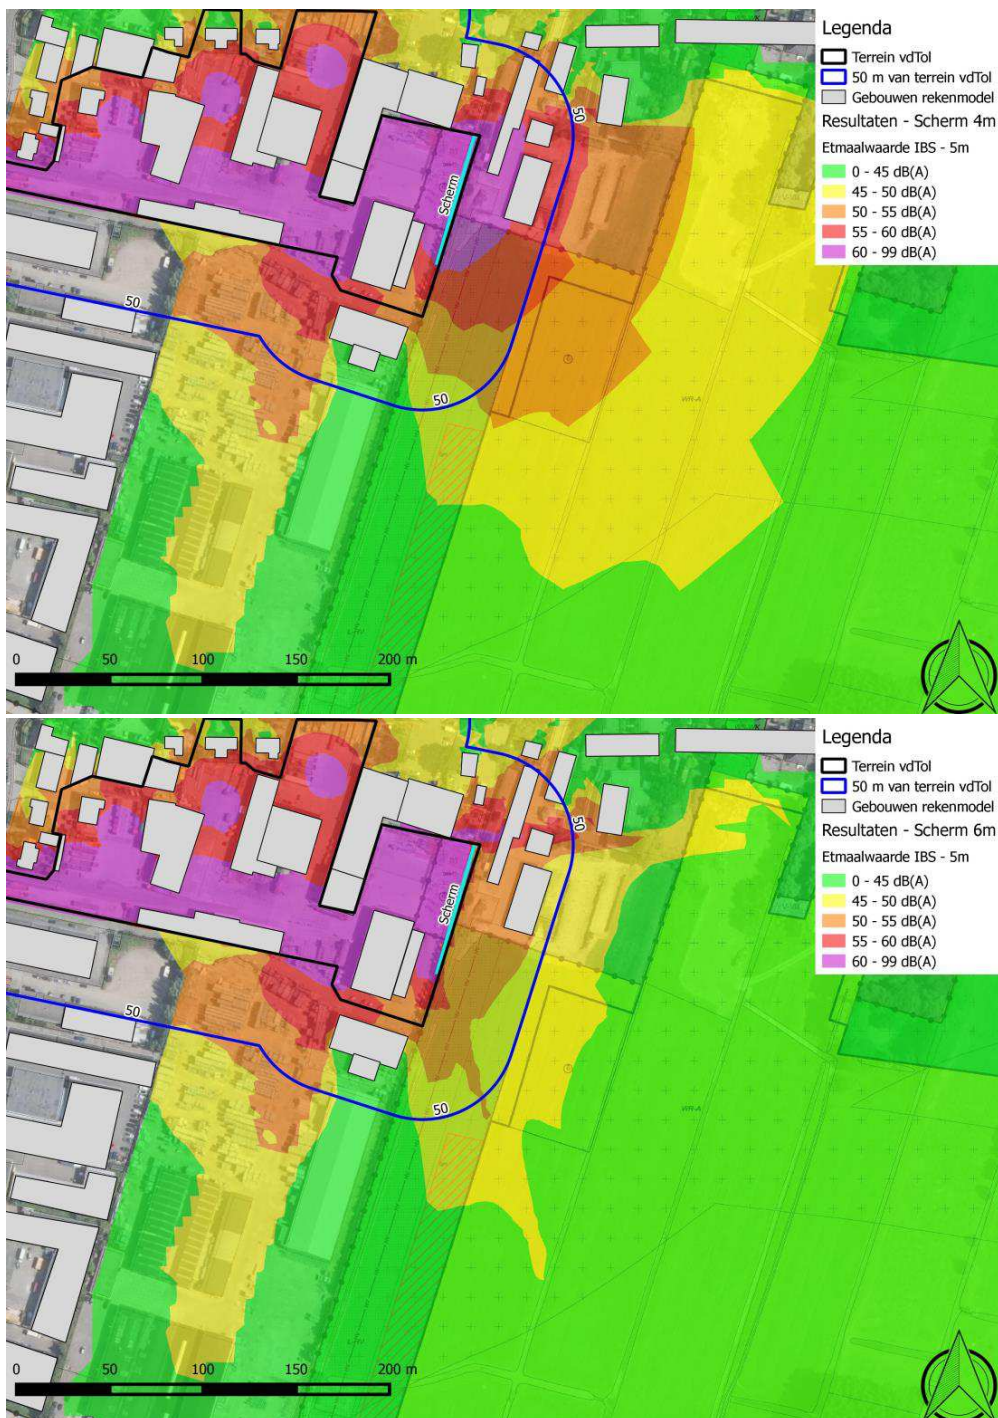 Legenda
Terrein vdTol
50 m van terrein vdTol
Gebouwen rekenmodel
Resultaten - Scherm 4m
Etmaalwaarde IBS - 5m
0 - 45 dB(A)
45 - 50 dB(A)
50 - 55 dB(A)
55 - 60 dB(A)
60 - 99 dB(A)
50
Scherm
50
50
WR-A
0 50 100 150 200 m
Legenda
Terrein vdTol
50 m van terrein vdTol
Gebouwen rekenmodel
Resultaten - Scherm 6m
Etmaalwaarde IBS - 5m
0 - 45 dB(A)
45 - 50 dB(A)
50 - 55 dB(A)
55 - 60 dB(A)
60 - 99 dB(A)
50
Scherm
50
50
WR-A
0 50 100 150 200 m